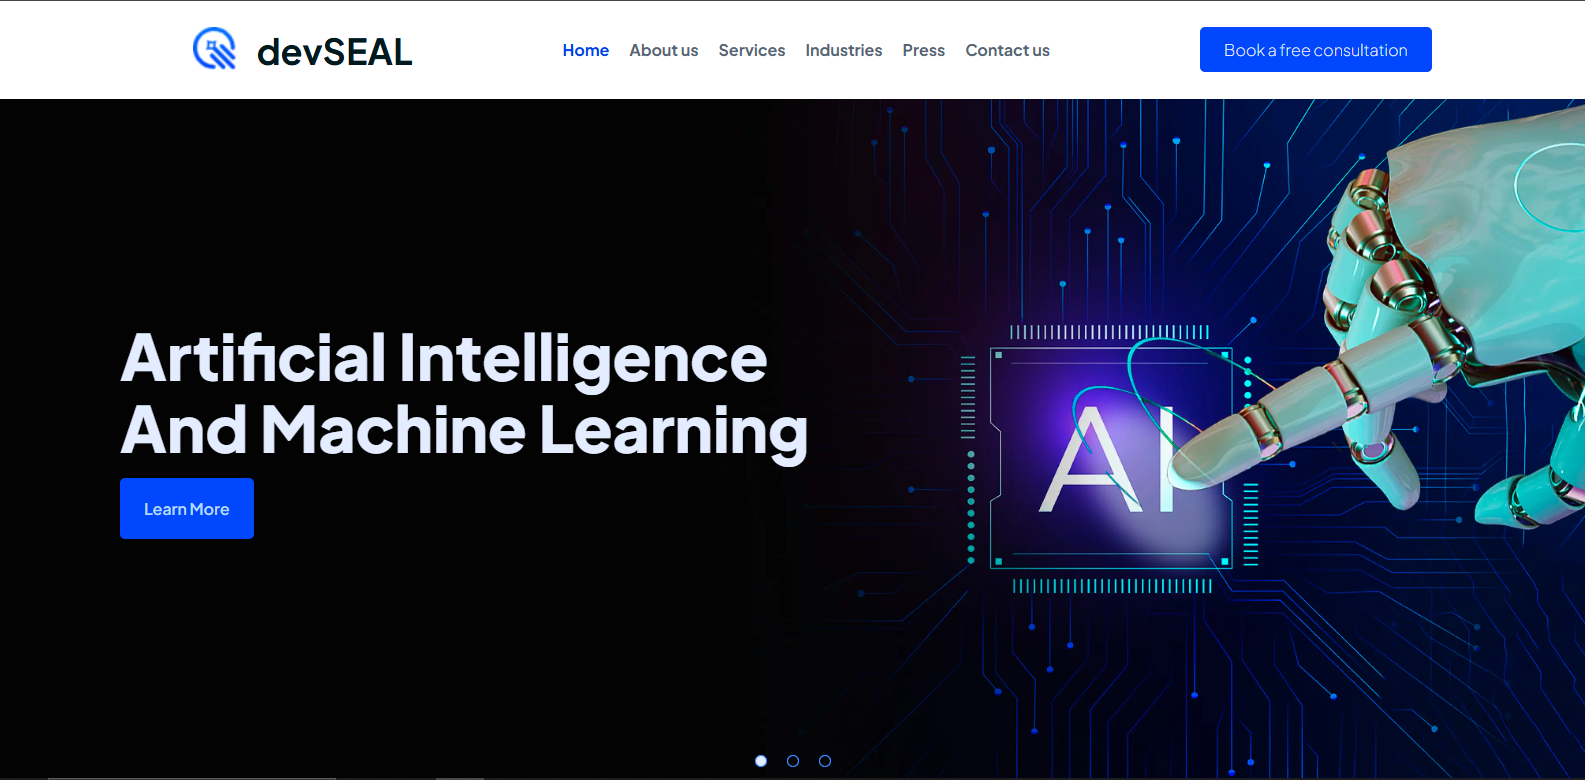 devSEAL
Home About us Services Industries Press Contact us
Book a free consultation
Artificial Intelligence
And Machine Learning
Learn More
AI